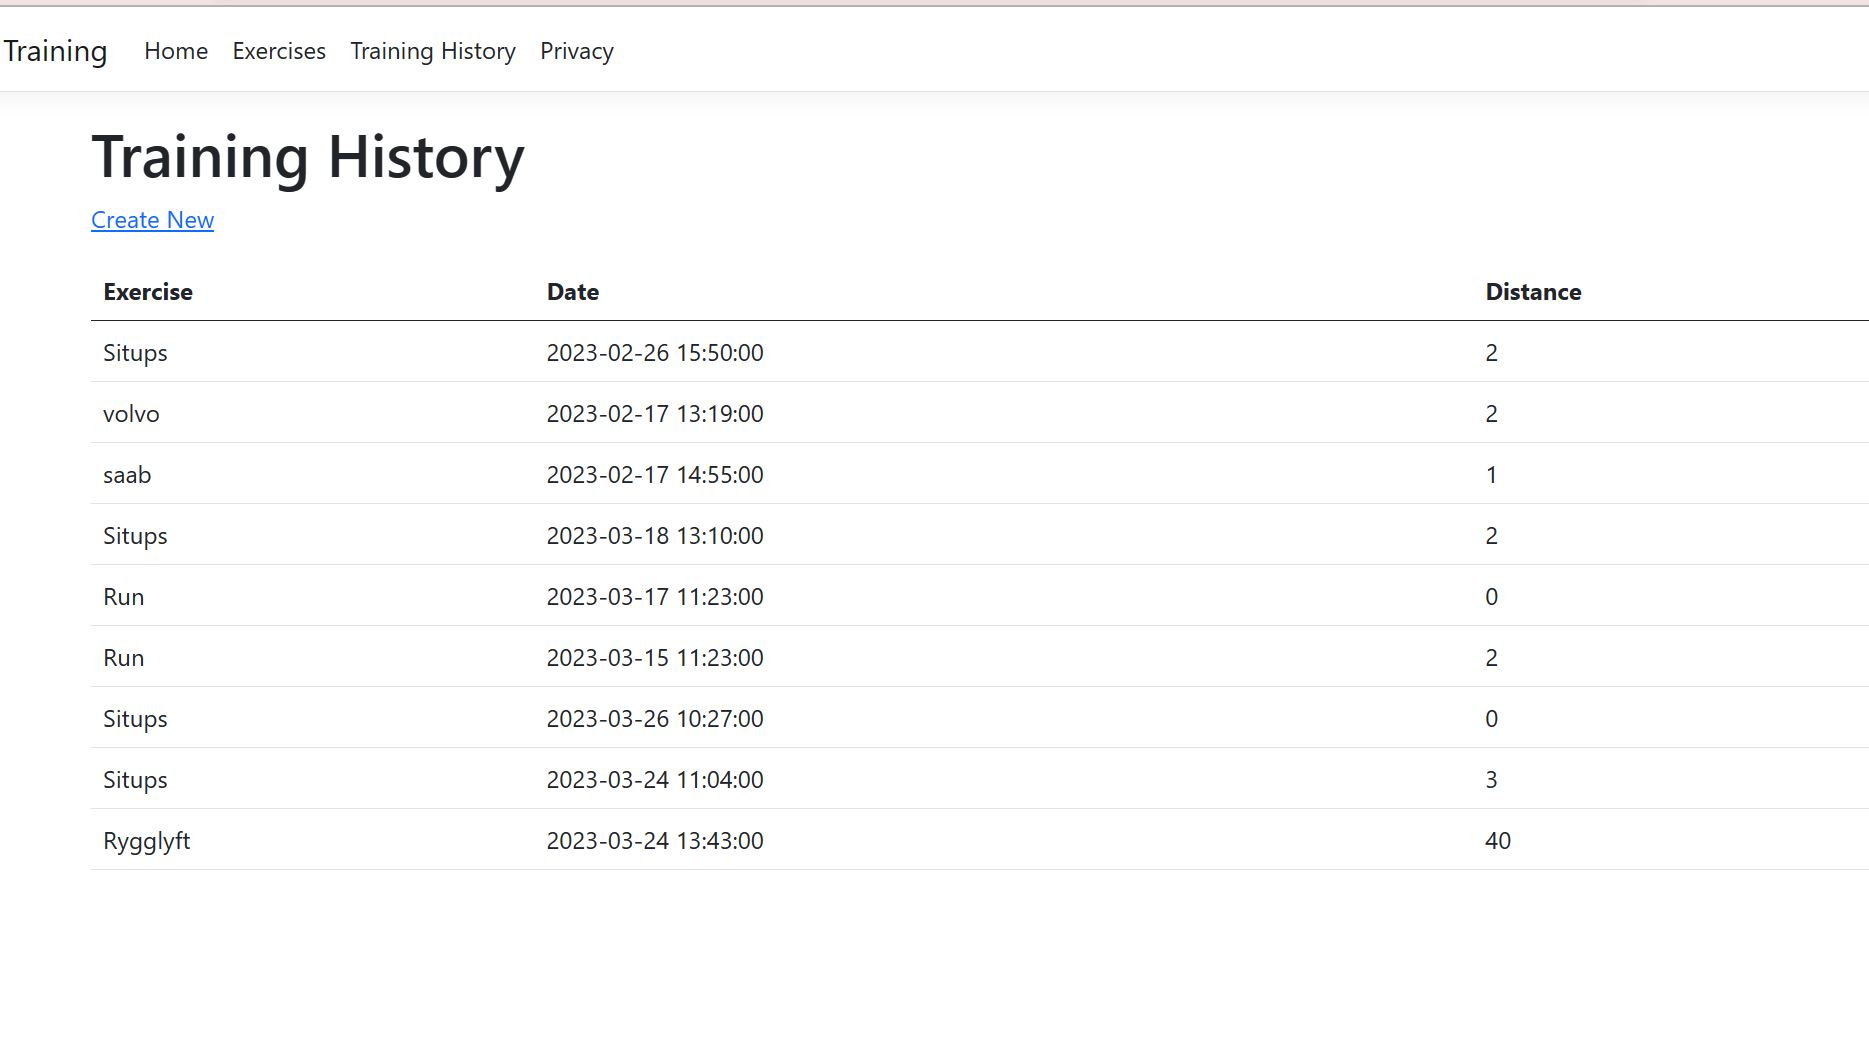 Training Home Exercises Training History Privacy
Training History
Create New
Exercise Date Distance
Situps 2023-02-26 15:50:00 2
volvo 2023-02-17 13:19:00 2
saab 2023-02-17 14:55:00 1
Situps 2023-03-18 13:10:00 2
Run 2023-03-17 11:23:00 0
Run 2023-03-15 11:23:00 2
Situps 2023-03-26 10:27:00 0
Situps 2023-03-24 11:04:00 3
Rygglyft 2023-03-24 13:43:00 40